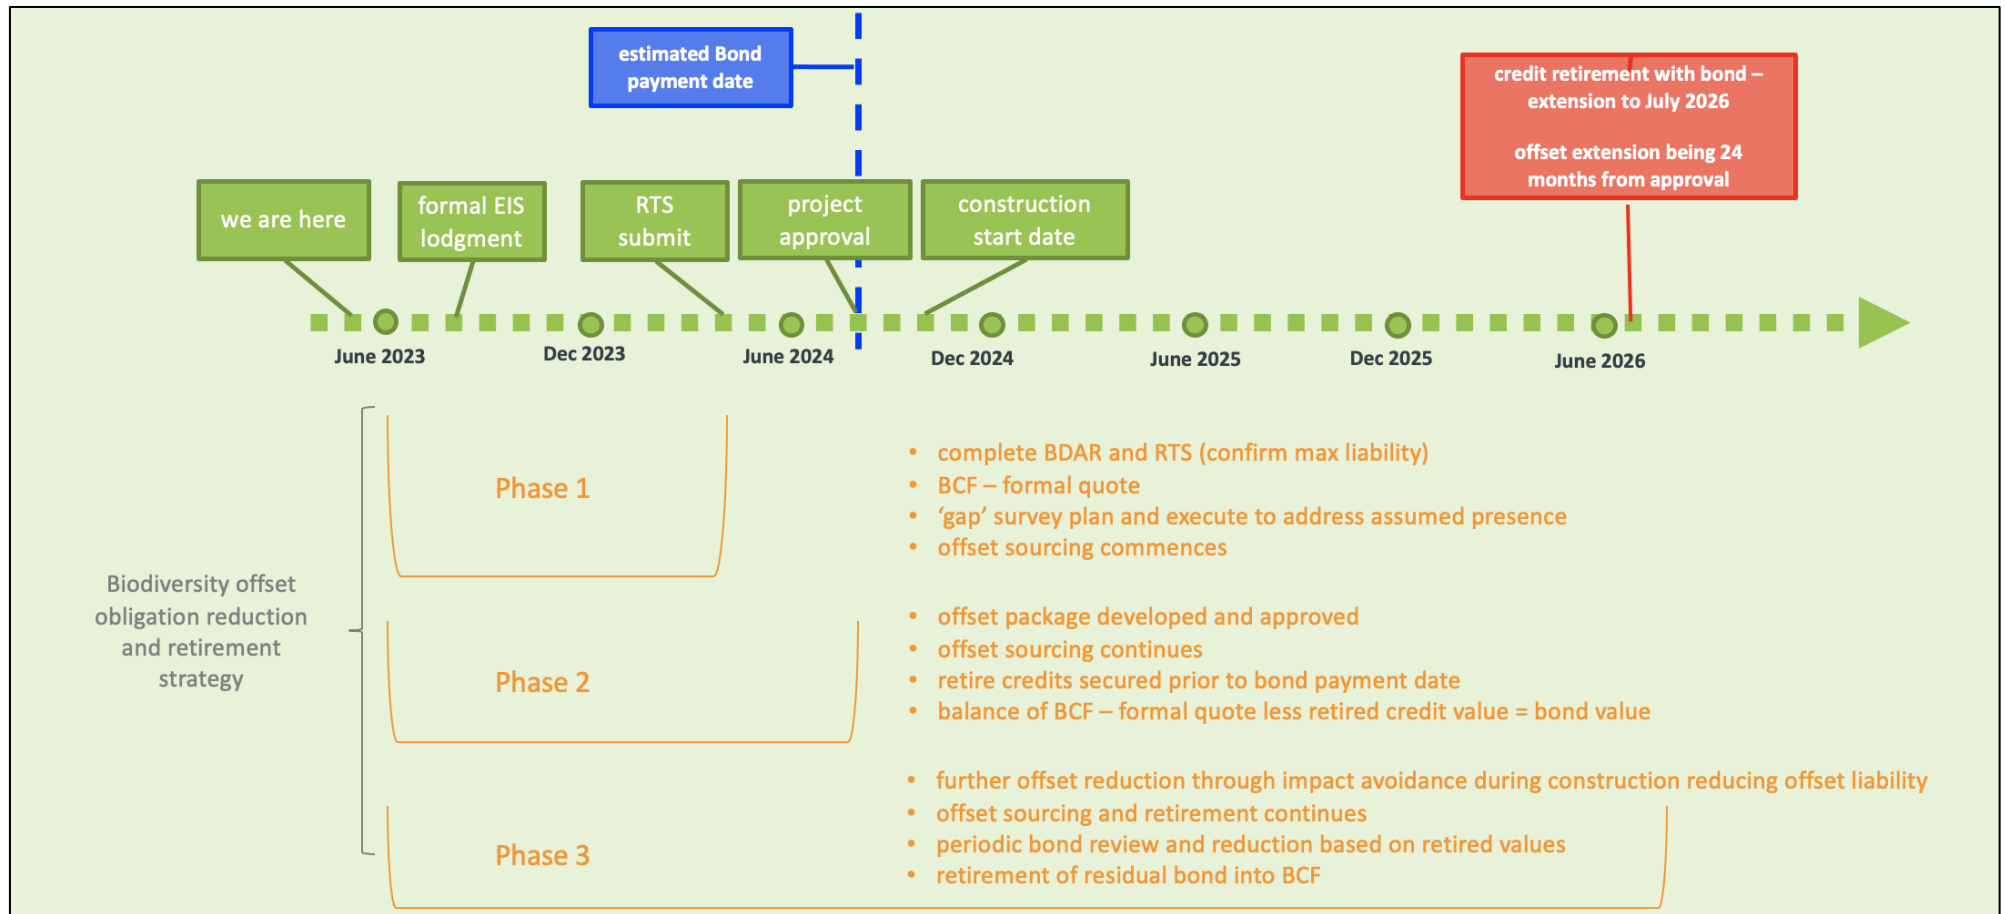 estimated Bond
payment date
credit retirement with bond –
extension to July 2026
offset extension being 24
months from approval
we are here
formal EIS
lodgment
RTS
submit
project
approval
construction
start date
June 2023
Dec 2023
June 2024
Dec 2024
June 2025
Dec 2025
June 2026
Biodiversity offset
obligation reduction
and retirement
strategy
Phase 1
• complete BDAR and RTS (confirm max liability)
• BCF – formal quote
• ‘gap’ survey plan and execute to address assumed presence
• offset sourcing commences
Phase 2
• offset package developed and approved
• offset sourcing continues
• retire credits secured prior to bond payment date
• balance of BCF – formal quote less retired credit value = bond value
Phase 3
• further offset reduction through impact avoidance during construction reducing offset liability
• offset sourcing and retirement continues
• periodic bond review and reduction based on retired values
• retirement of residual bond into BCF